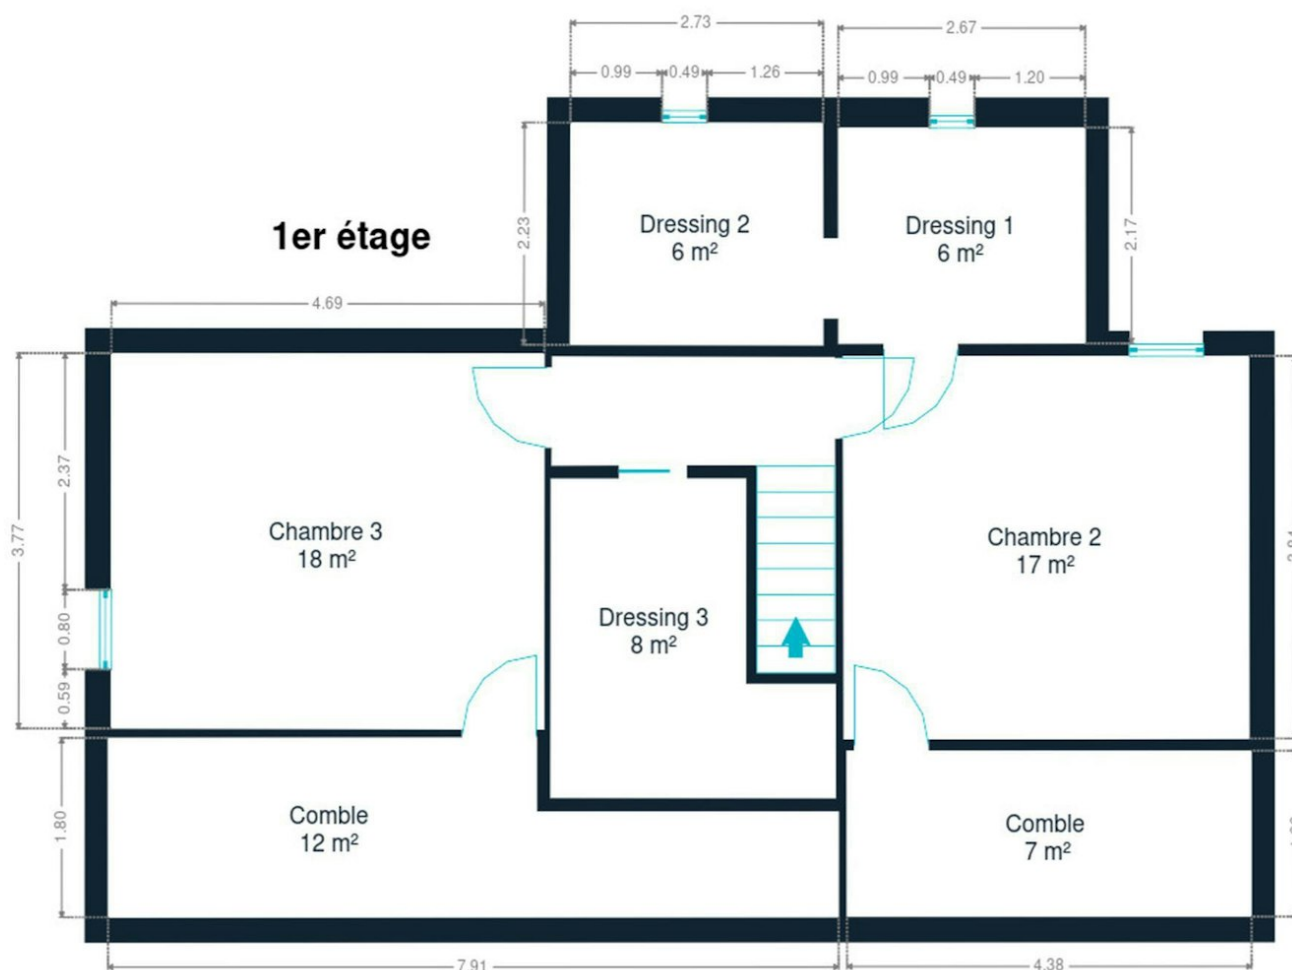 2.73
2.67
0.99
0.49
1.26
0.99
0.49
1.20
Dressing 2
6 m²
Dressing 1
6 m²
2.23
2.17
1er étage
4.69
2.37
3.77
Chambre 3
18 m²
Chambre 2
17 m²
0.80
Dressing 3
8 m²
0.59
1.80
Comble
12 m²
Comble
7 m²
7.91
4.38